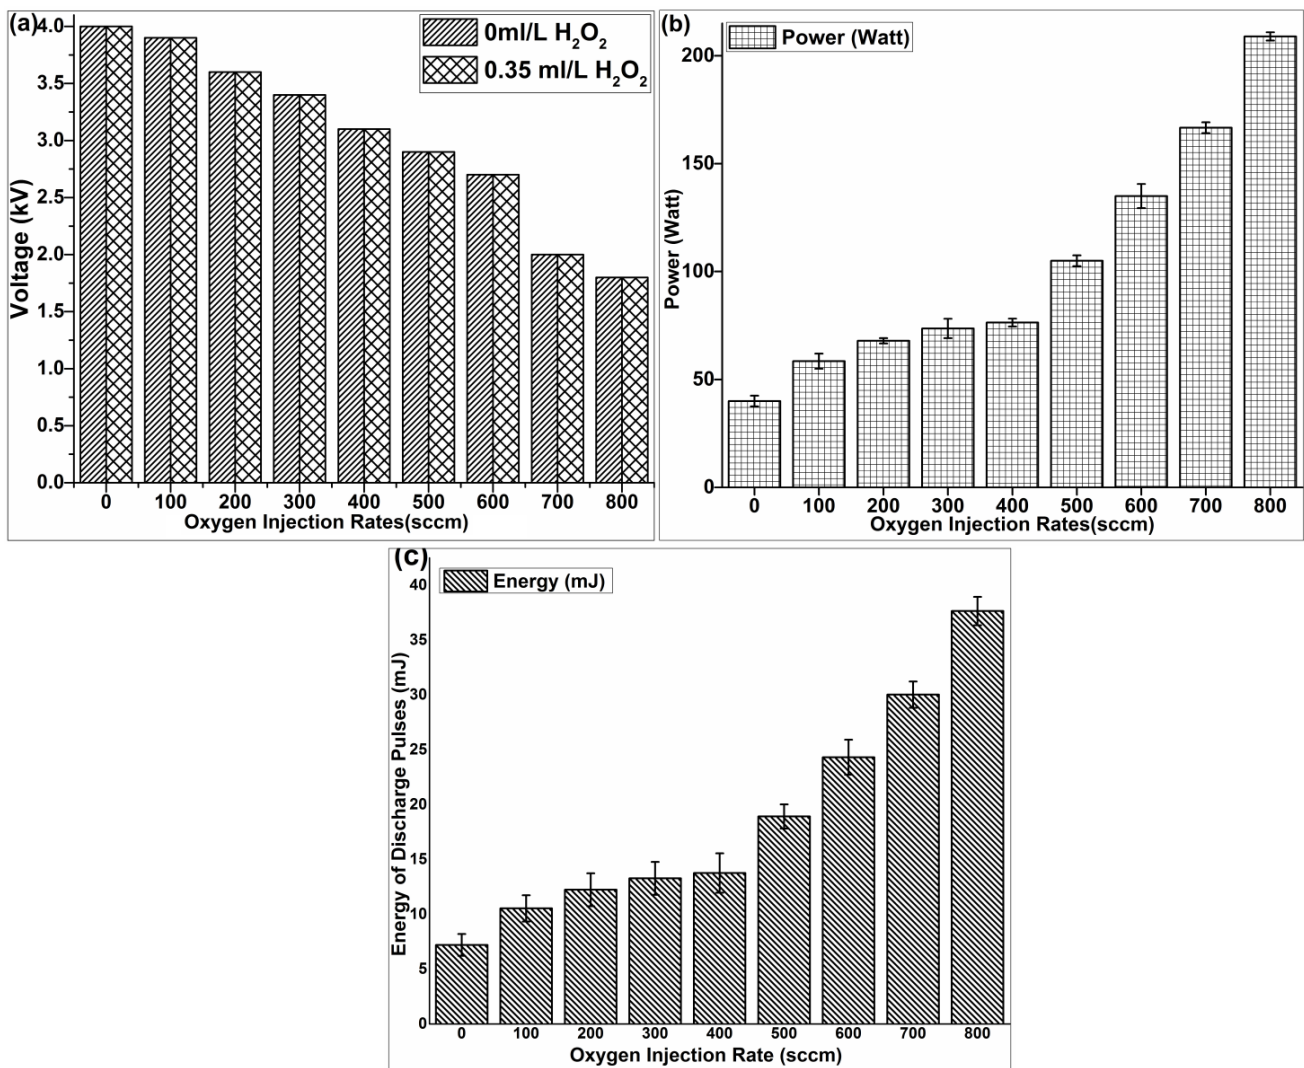 (a)
0ml/L H₂O₂
0.35 ml/L H₂O₂
Voltage (kV)
4.0
3.5
3.0
2.5
2.0
1.5
1.0
0.5
0.0
0 100 200 300 400 500 600 700 800
Oxygen Injection Rates(sccm)
(b)
Power (Watt)
Power (Watt)
200
150
100
50
0
0 100 200 300 400 500 600 700 800
Oxygen Injection Rates(sccm)
(c)
Energy (mJ)
Energy of Discharge Pulses (mJ)
40
35
30
25
20
15
10
5
0
0 100 200 300 400 500 600 700 800
Oxygen Injection Rate (sccm)